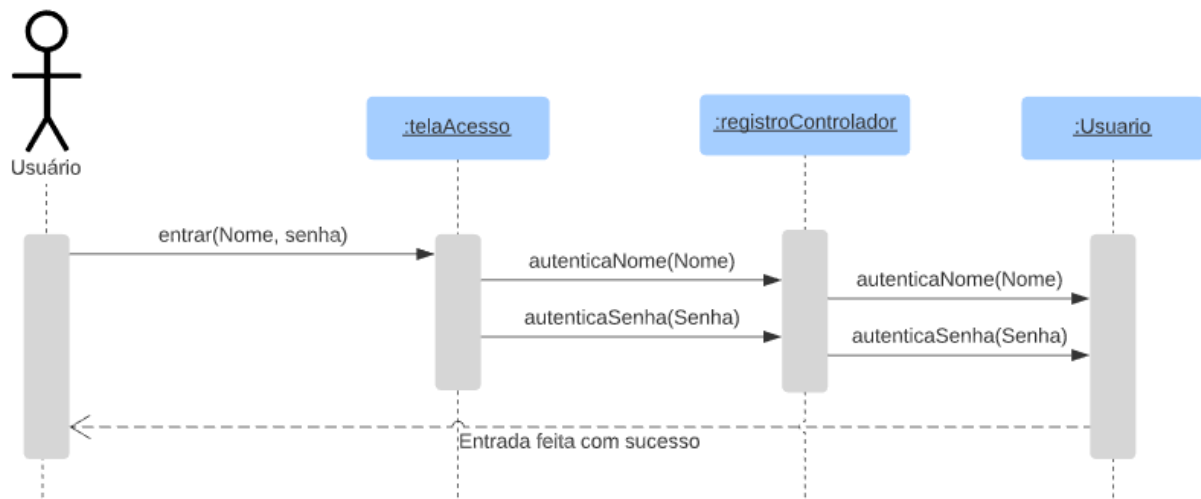 :telaAcesso
:registroControlador
:Usuario
Usuário
entrar(Nome, senha)
autenticaNome(Nome)
autenticaNome(Nome)
autenticaSenha(Senha)
autenticaSenha(Senha)
Entrada feita com sucesso